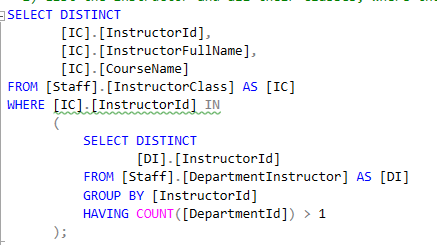 SELECT DISTINCT
[IC].[InstructorId],
[IC].[InstructorFullName],
[IC].[CourseName]
FROM [Staff].[InstructorClass] AS [IC]
WHERE [IC].[InstructorId] IN
(
SELECT DISTINCT
[DI].[InstructorId]
FROM [Staff].[DepartmentInstructor] AS [DI]
GROUP BY [InstructorId]
HAVING COUNT([DepartmentId]) > 1
);